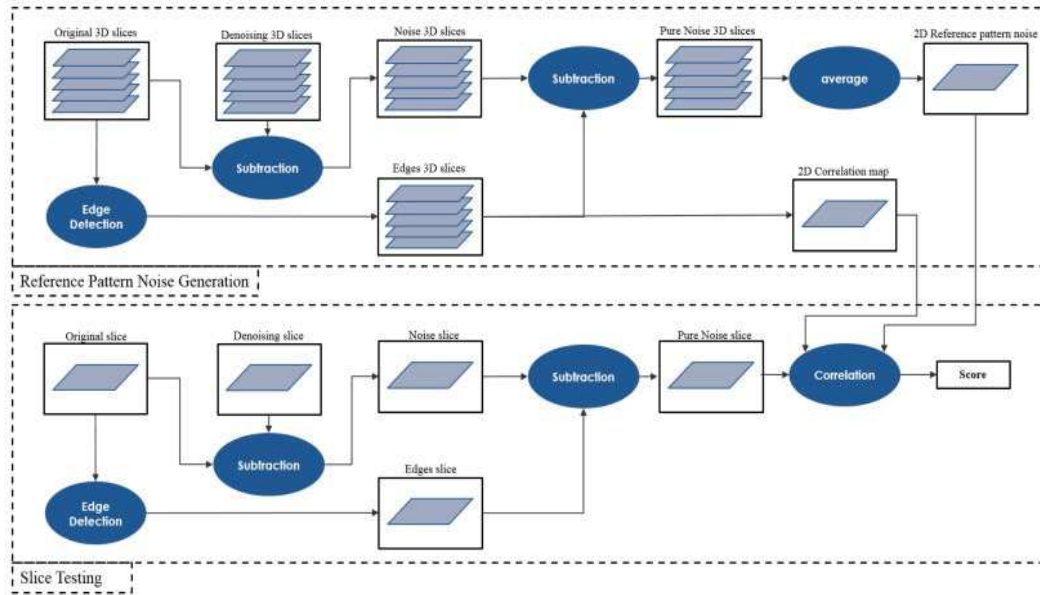 Original 3D slices
Denoising 3D slices
Noise 3D slices
Pure Noise 3D slices
2D Reference pattern noise
Subtraction
average
Subtraction
Edges 3D slices
2D Correlation map
Edge
Detection
Reference Pattern Noise Generation
Original slice
Denoising slice
Noise slice
Pure Noise slice
Subtraction
Correlation
Score
Subtraction
Edges slice
Edge
Detection
Slice Testing